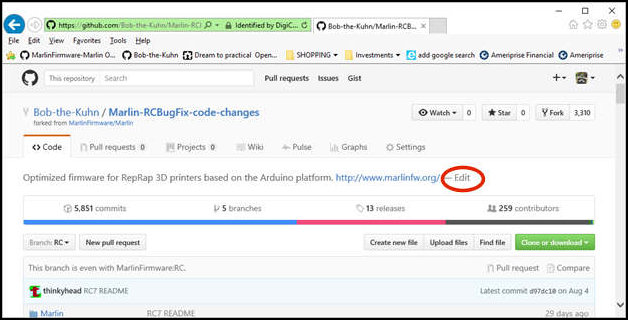 https://github.com/Bob-the-Kuhn/Marlin-RCI
Identified by DigiC...
Bob-the-Kuhn/Marlin-RCB...
File Edit View Favorites Tools Help
MarlinFirmware-Marlin O... Bob-the-Kuhn Dream to practical Open... SHOPPING Investments add google search Ameriprise Financial Ameriprise Financial
This repository Search Pull requests Issues Gist
Bob-the-Kuhn / Marlin-RCBugFix-code-changes
Watch 0 Star 0 Fork 3,310
forked from MarlinFirmware/Marlin
<> Code Pull requests 0 Projects 0 Wiki Pulse Graphs Settings
Optimized firmware for RepRap 3D printers based on the Arduino platform. http://www.marlinfw.org/ — Edit
5,851 commits 5 branches 13 releases 259 contributors
Branch: RC New pull request Create new file Upload files Find file Clone or download
This branch is even with MarlinFirmware:RC. Pull request Compare
thinkyhead RC7 README Latest commit d97dc10 on Aug 4
Marlin RC7 README 29 days ago